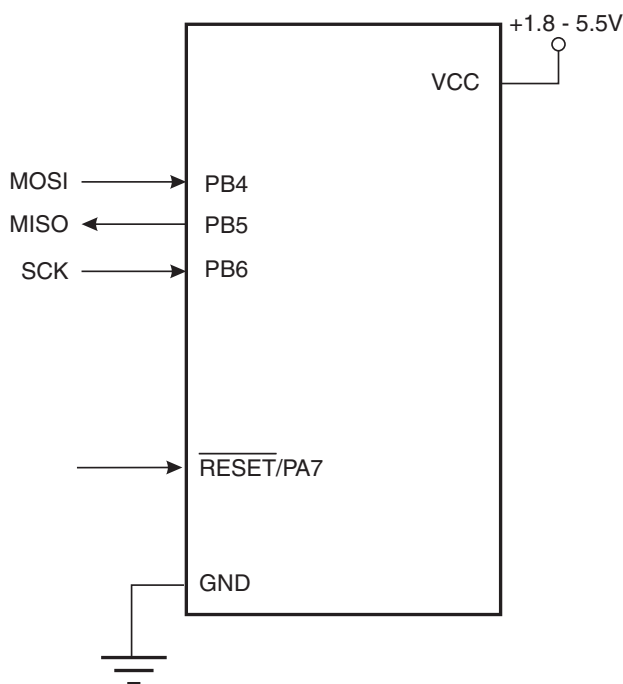 +1.8 - 5.5V
VCC
MOSI PB4
MISO PB5
SCK PB6
RESET/PA7
GND